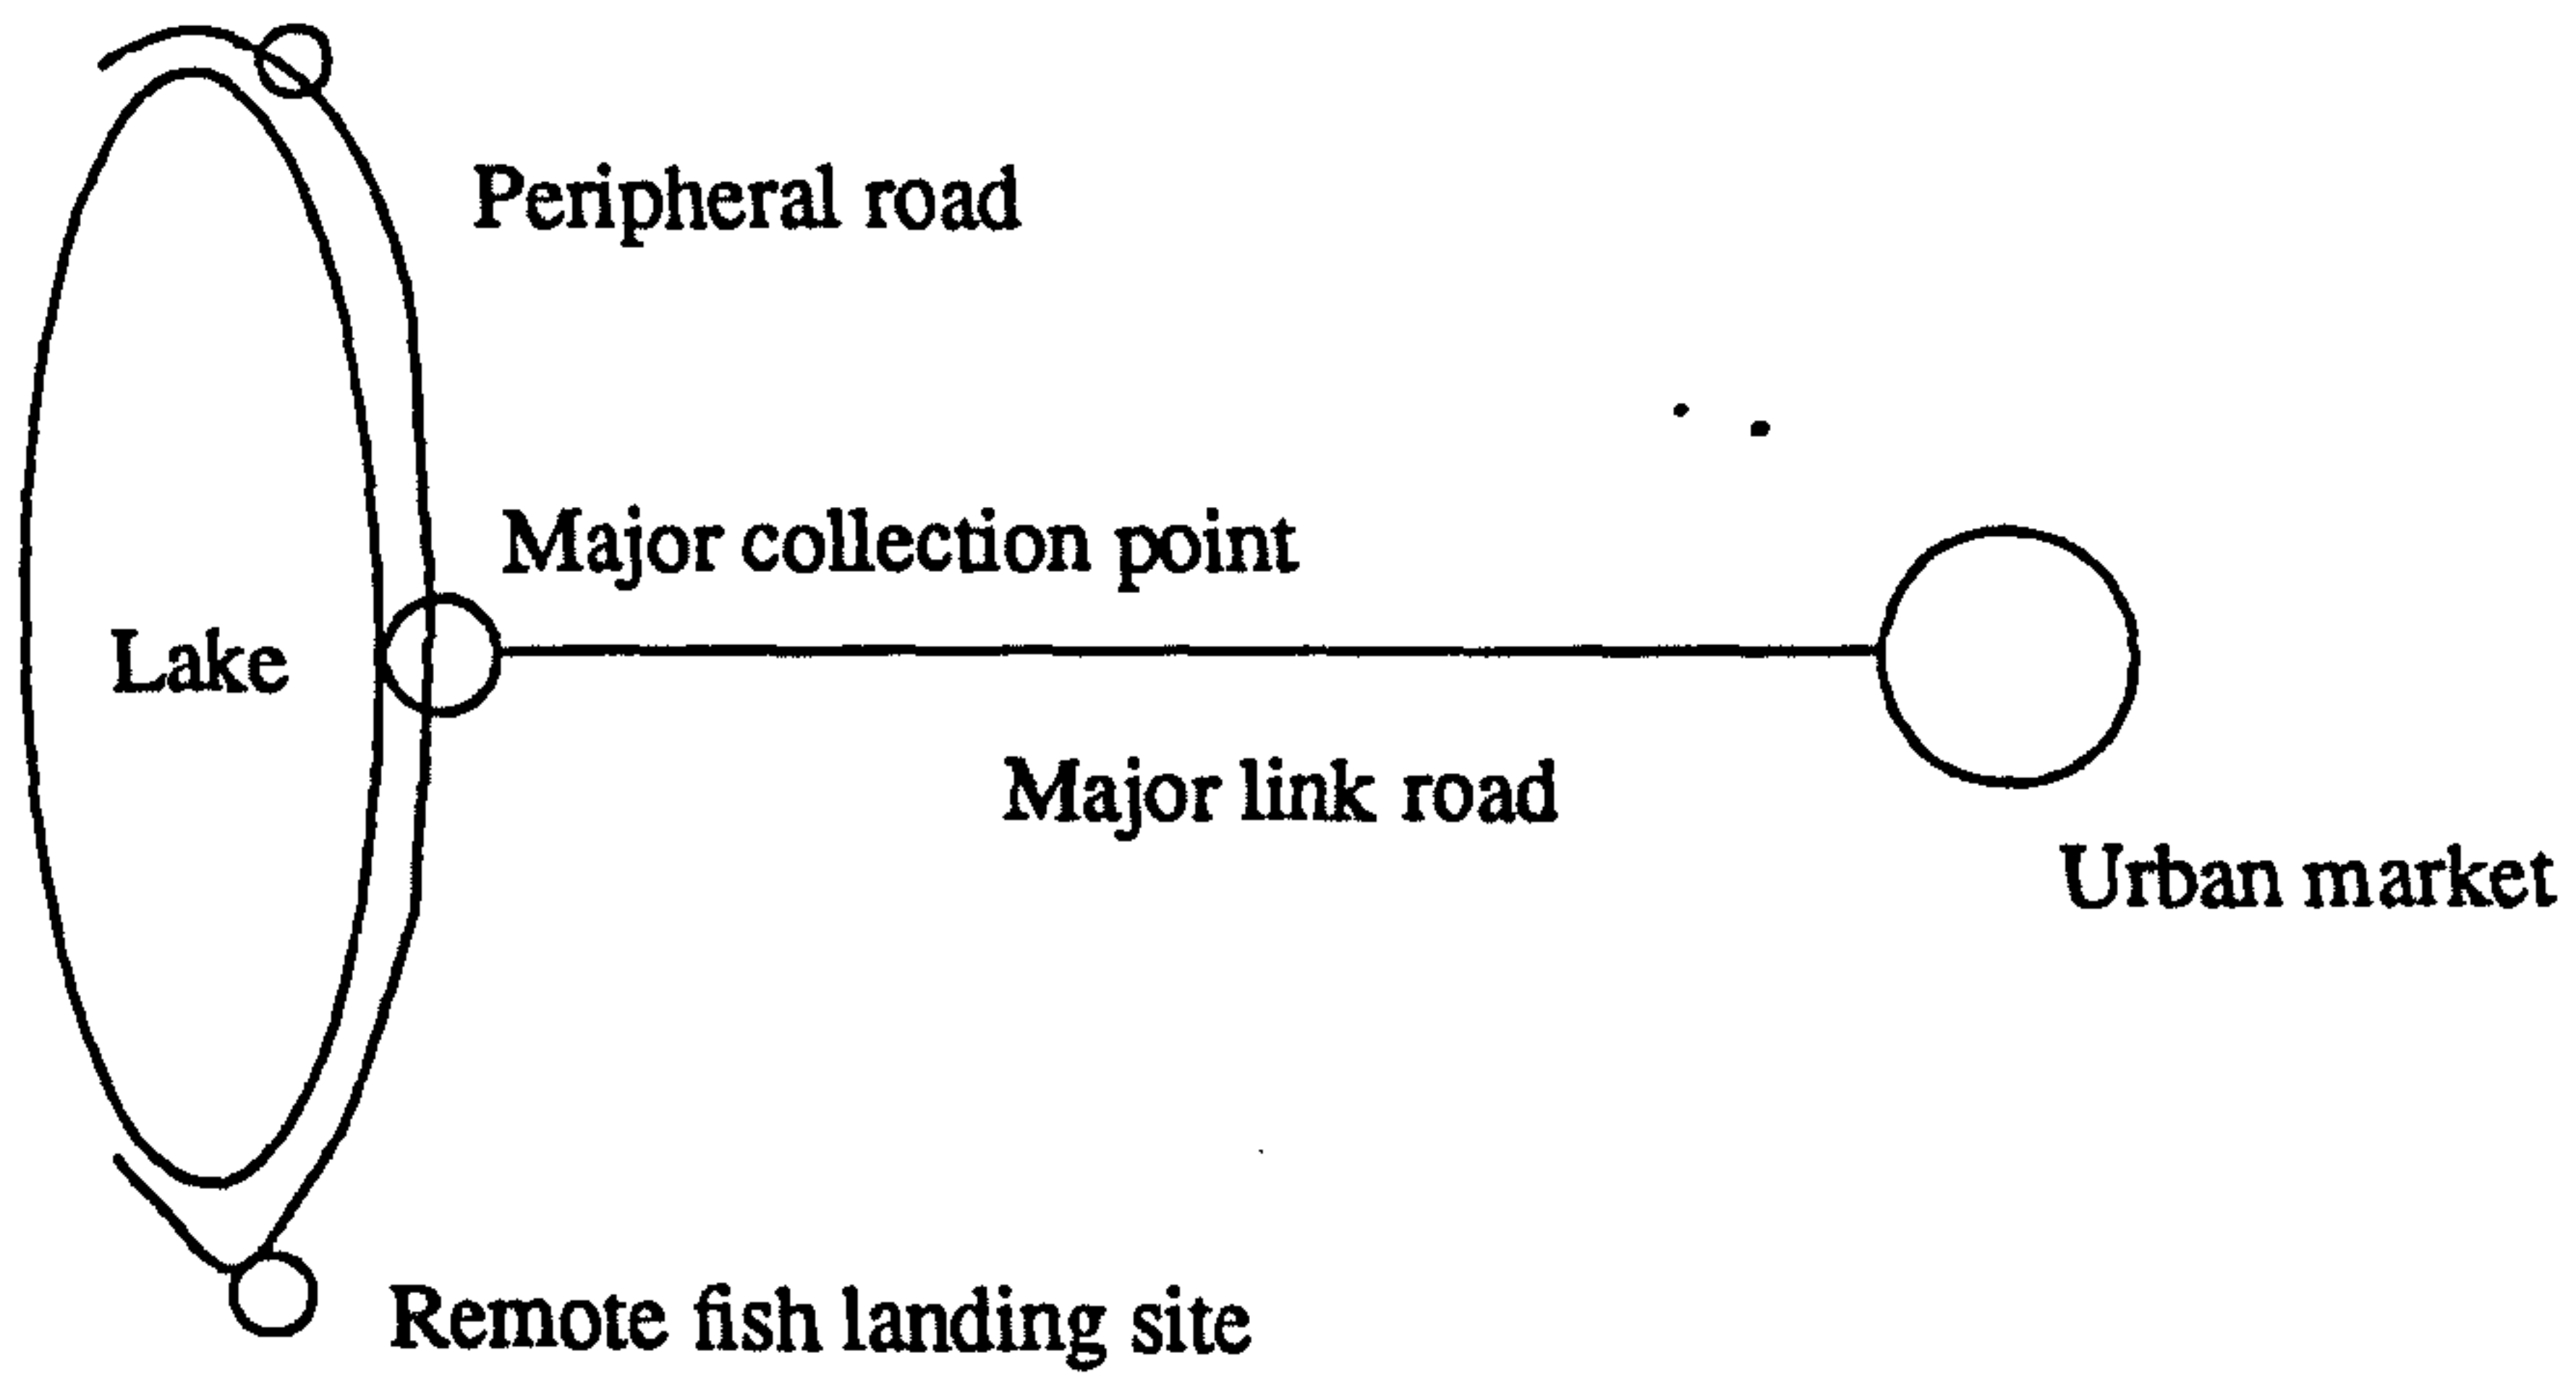 Peripheral road
Major collection point
Lake
Major link road
Urban market
Remote fish landing site